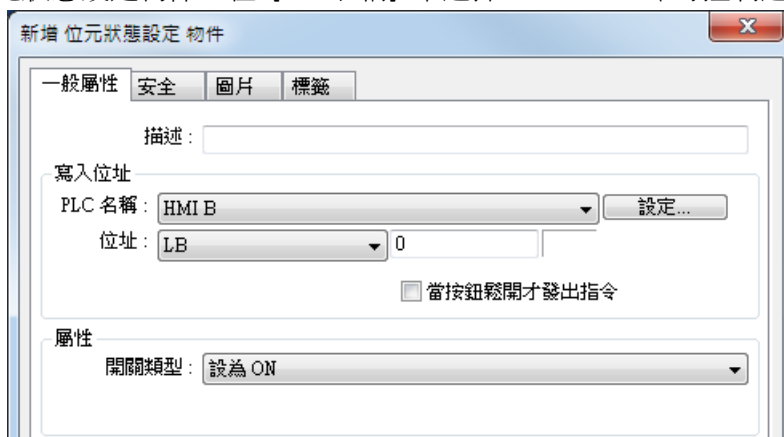 新增 位元狀態設定 物件
一般屬性 安全 圖片 標籤
描述 :
寫入位址
PLC 名稱 : HMI B 設定...
位址 : LB 0
當按鈕鬆開才發出指令
屬性
開關類型 : 設為 ON